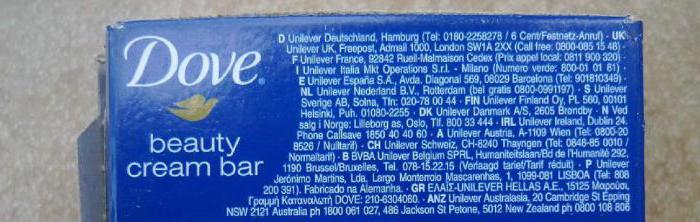 Dove
beauty
cream bar
D Unilever Deutschland, Hamburg (Tel: 0180-2258278 / 6 Cent/Festnetz-Anruf) · UK
Unilever UK, Freepost, Admail 1000, London SW1A 2XX (Call free: 0800-085 15 48) ·
F Unilever France, 92842 Rueil-Malmaison Cedex (Prix appel local: 0811 900 320) ·
I Unilever Italia Mkt Operations S.r.l. - Milano (Numero verde: 800-01 01 81) ·
E Unilever España S.A., Avda. Diagonal 569, 08029 Barcelona (Tel: 901810349) ·
NL Unilever Nederland B.V., Rotterdam (bel gratis 0800-0991197) · S Unilever
Sverige AB, Solna, Tfn: 020-78 00 44 · FIN Unilever Finland Oy, PL 560, 00101
Helsinki, Puh. 01080-2255 · DK Unilever Danmark A/S, 2605 Brøndby · N Ved
salg i Norge: Lilleborg as, Oslo, Tlf. 800 33 444 · IRL Unilever Ireland, Dublin 24.
Phone Callsave 1850 40 40 60 · A Unilever Austria, A-1109 Wien (Tel: 0800-20
8526 / Nulltarif) · CH Unilever Schweiz, CH-8240 Thayngen (Tel: 0848-85 0010 /
Normaltarif) · B BVBA Unilever Belgium SPRL, Humaniteitslaan/Bd de l'Humanité 292,
1190 Brussel/Bruxelles, Tel. 078-15.22.15 (Verlaagd tarief/Tarif réduit) · P Unilever
Jerónimo Martins, Lda, Largo Monterroio Mascarenhas, 1, 1099-081 LISBOA (Tel: 808
200 391). Fabricado na Alemanha. · GR ΕΛΑΪΣ-UNILEVER HELLAS A.E., 15125 Μαρούσι,
Γραμμή Καταναλωτή DOVE: 210-6304060. · ANZ Unilever Australasia, 20 Cambridge St Epping
NSW 2121 Australia ph 1800 061 027, 486 Jackson St Petone, 5012 New Zealand ph 0800 108 806